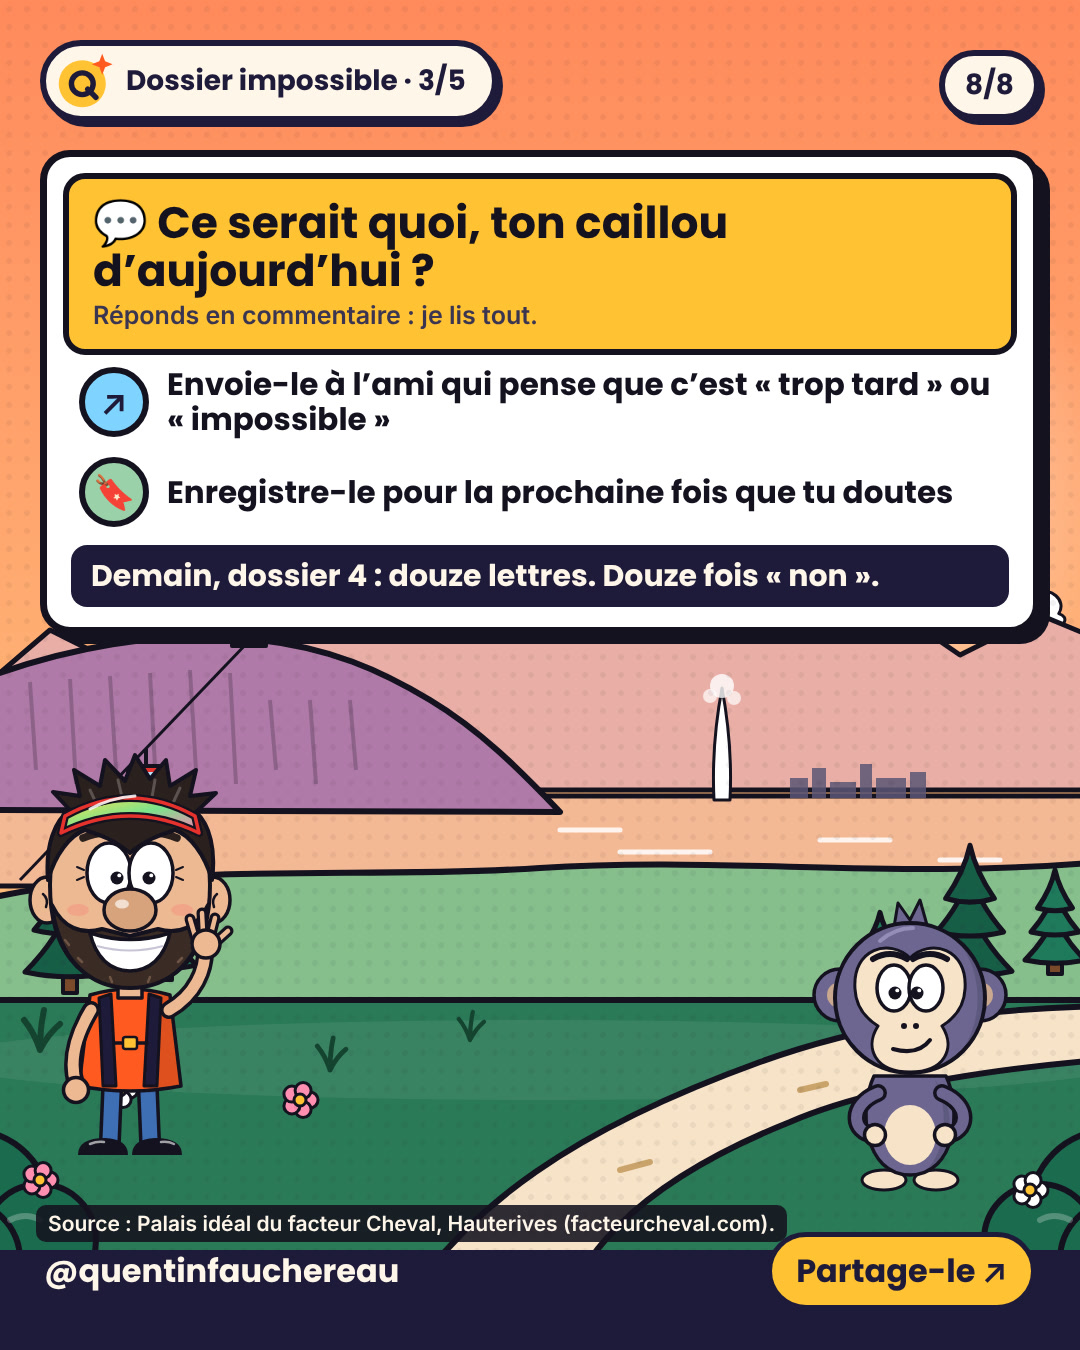 Q Dossier impossible · 3/5
8/8
💬 Ce serait quoi, ton caillou
d’aujourd’hui ?
Réponds en commentaire : je lis tout.
Envoie-le à l’ami qui pense que c’est « trop tard » ou
« impossible »
Enregistre-le pour la prochaine fois que tu doutes
Demain, dossier 4 : douze lettres. Douze fois « non ».
Source : Palais idéal du facteur Cheval, Hauterives (facteurcheval.com).
@quentinfauchereau
Partage-le ↗